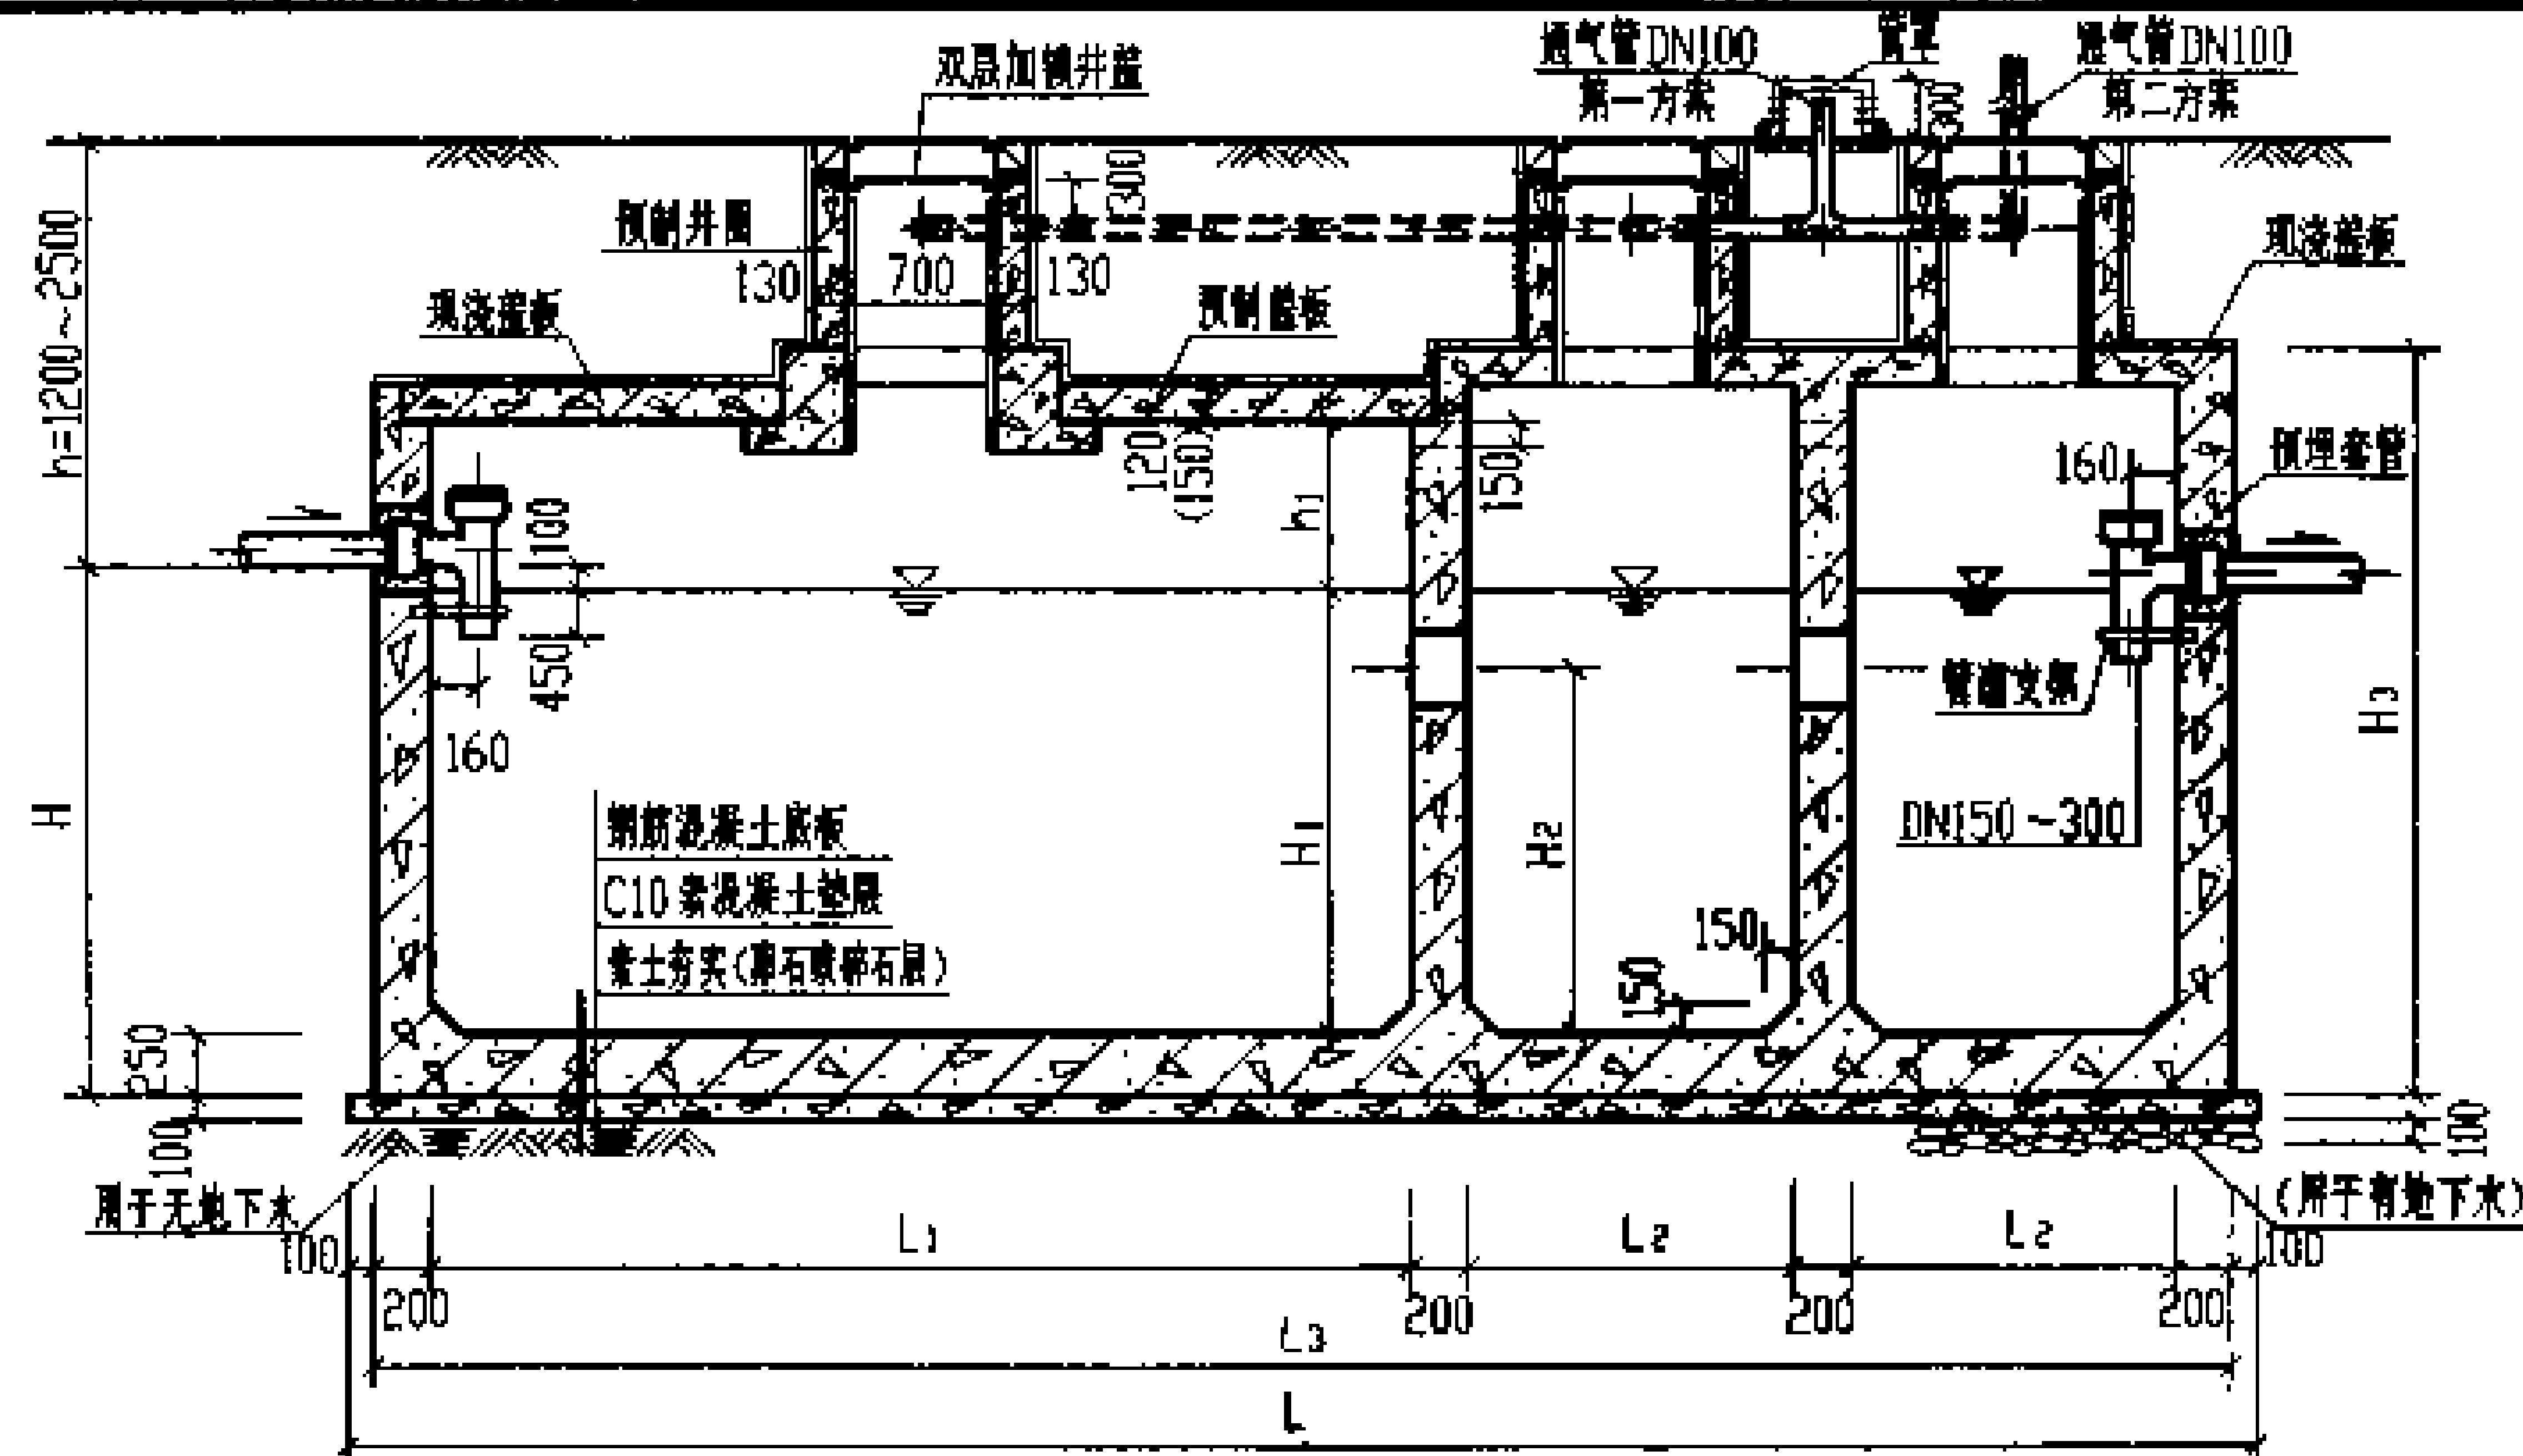 双层加锁井盖
通气管DN100
第一方案
通气管DN100
第二方案
300
h=1200~2500
预制井圈
130
700
130
300
现浇盖板
现浇盖板
预制盖板
120
(150)
h1
150
160
预埋套管
100
450
160
管道支架
H3
H
H1
H2
DN150~300
钢筋混凝土底板
C10素混凝土垫层
素土夯实(卵石或碎石层)
150
150
250
100
100
用于无地下水
(用于有地下水)
100
L1
L2
L2
100
200
200
200
200
L3
L